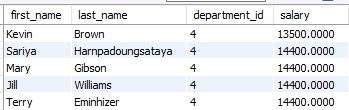 first_name last_name department_id salary
Kevin Brown 4 13500.0000
Sariya Harnpadoungsataya 4 14400.0000
Mary Gibson 4 14400.0000
Jill Williams 4 14400.0000
Terry Eminhizer 4 14400.0000